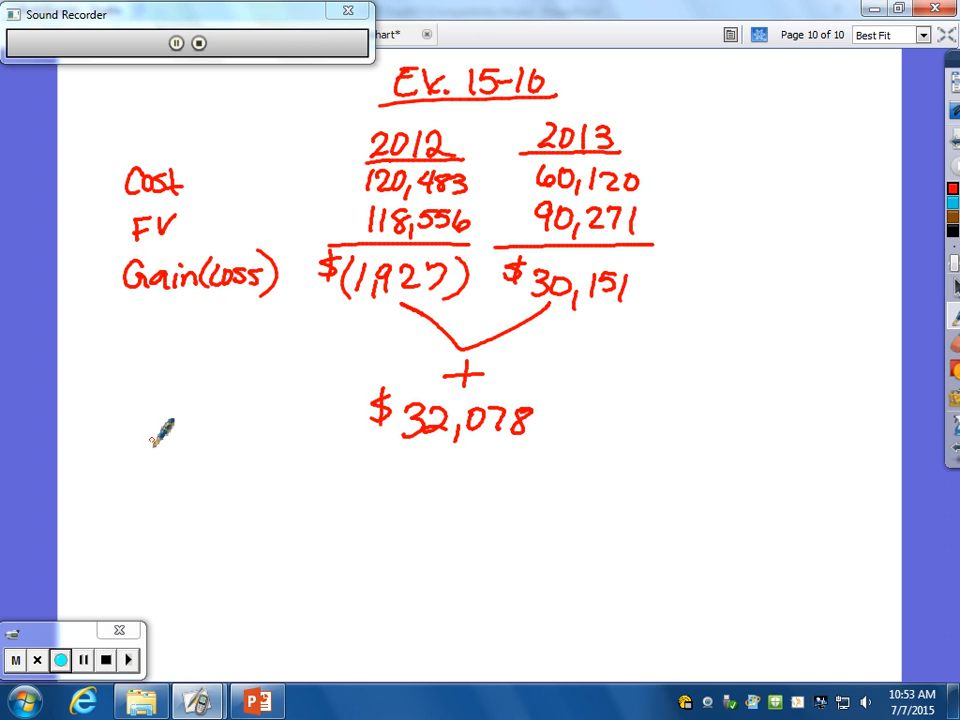 Sound Recorder
hart*
Page 10 of 10
Best Fit
Ex. 15-16
2012 2013
Cost 120,483 60,120
FV 118,556 90,271
Gain(Loss) $(1,927) $30,151
+
$32,078
M
10:53 AM
7/7/2015